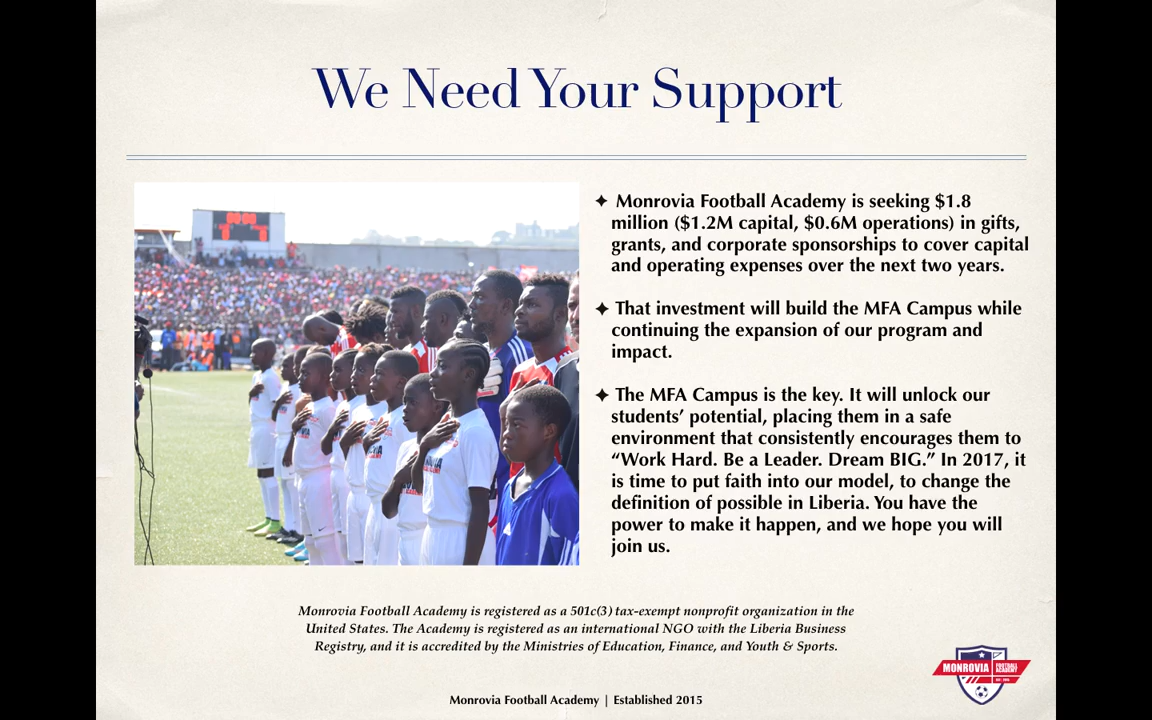 We Need Your Support
✦ Monrovia Football Academy is seeking $1.8
million ($1.2M capital, $0.6M operations) in gifts,
grants, and corporate sponsorships to cover capital
and operating expenses over the next two years.
✦ That investment will build the MFA Campus while
continuing the expansion of our program and
impact.
✦ The MFA Campus is the key. It will unlock our
students’ potential, placing them in a safe
environment that consistently encourages them to
“Work Hard. Be a Leader. Dream BIG.” In 2017, it
is time to put faith into our model, to change the
definition of possible in Liberia. You have the
power to make it happen, and we hope you will
join us.
Monrovia Football Academy is registered as a 501c(3) tax-exempt nonprofit organization in the
United States. The Academy is registered as an international NGO with the Liberia Business
Registry, and it is accredited by the Ministries of Education, Finance, and Youth & Sports.
MONROVIA FOOTBALL
ACADEMY
Monrovia Football Academy | Established 2015